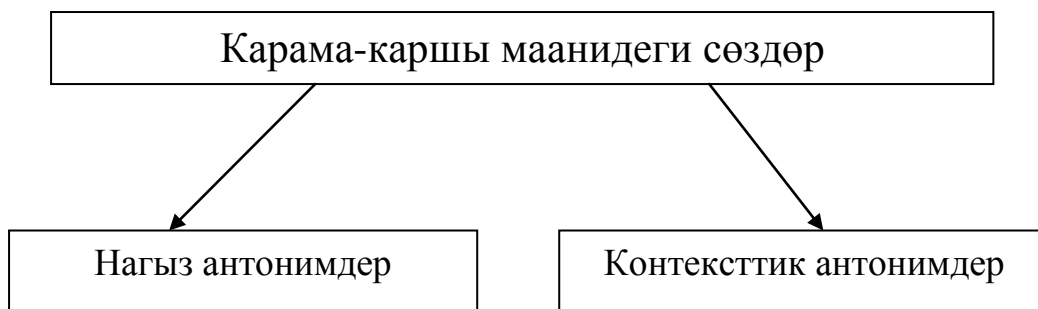 Карама-каршы маанидеги сөздөр
Нагыз антонимдер
Контексттик антонимдер